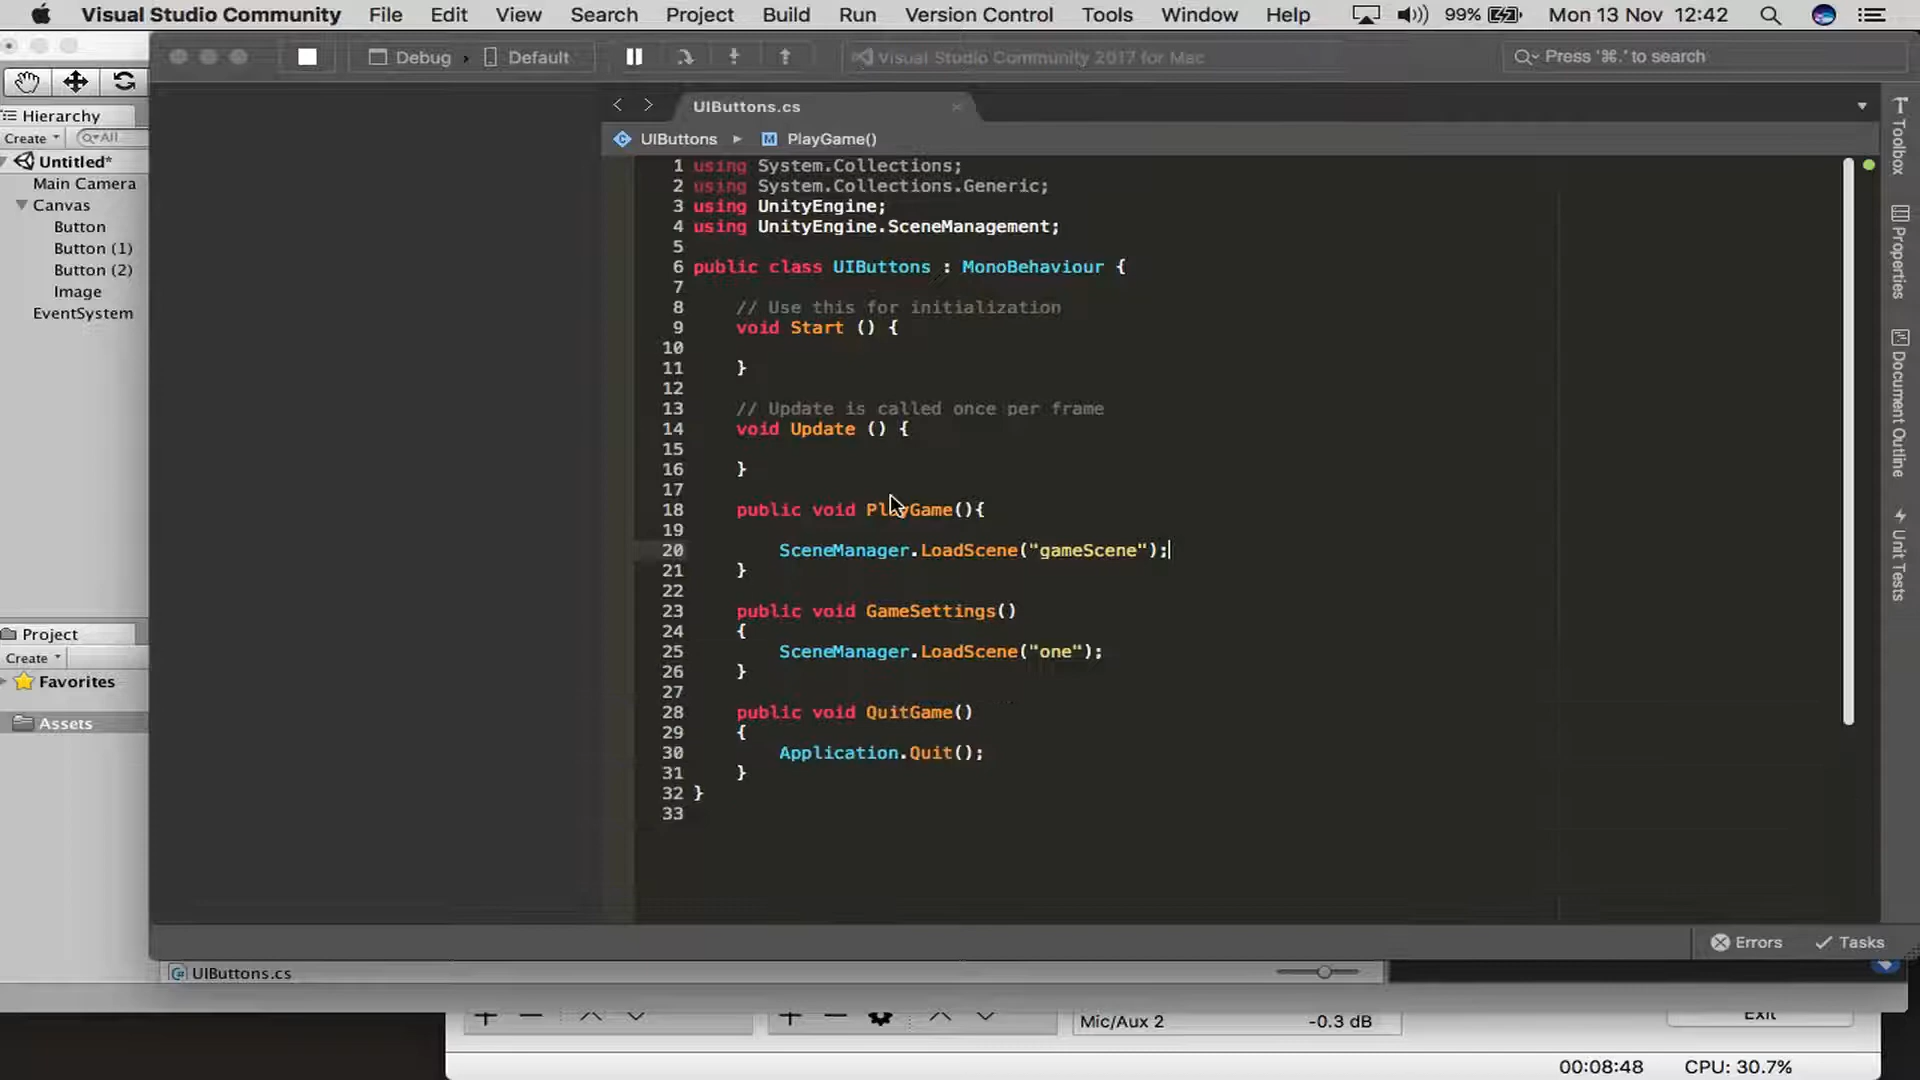 Visual Studio Community File Edit View Search Project Build Run Version Control Tools Window Help 99% Mon 13 Nov 12:42
Debug Default Visual Studio Community 2017 for Mac Press '⌘.' to search
Hierarchy
Create All
Untitled*
Main Camera
Canvas
Button
Button (1)
Button (2)
Image
EventSystem
Project
Create
Favorites
Assets
UIButtons.cs
UIButtons PlayGame()
1 using System.Collections;
2 using System.Collections.Generic;
3 using UnityEngine;
4 using UnityEngine.SceneManagement;
5
6 public class UIButtons : MonoBehaviour {
7
8 // Use this for initialization
9 void Start () {
10
11 }
12
13 // Update is called once per frame
14 void Update () {
15
16 }
17
18 public void PlayGame(){
19
20 SceneManager.LoadScene("gameScene");
21 }
22
23 public void GameSettings()
24 {
25 SceneManager.LoadScene("one");
26 }
27
28 public void QuitGame()
29 {
30 Application.Quit();
31 }
32 }
33
Toolbox
Properties
Document Outline
Unit Tests
Errors Tasks
UIButtons.cs
Mic/Aux 2 -0.3 dB Exit
00:08:48 CPU: 30.7%